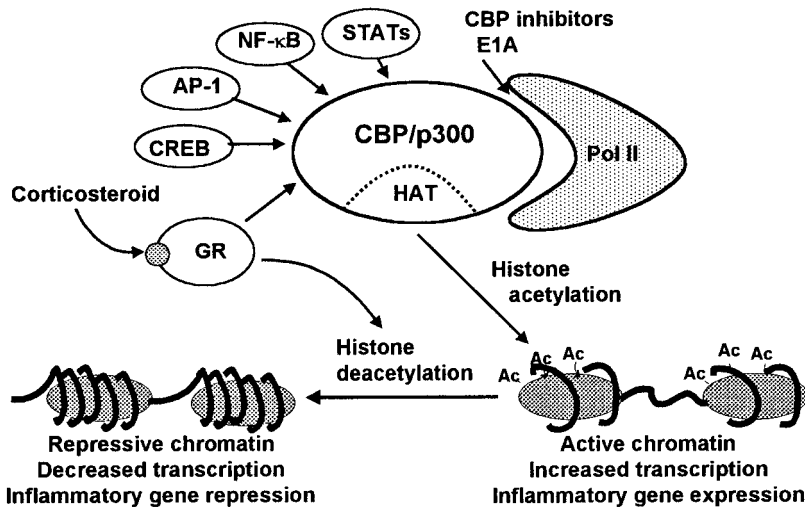 NF-κB
STATs
CBP inhibitors
E1A
AP-1
CREB
CBP/p300
Pol II
HAT
Corticosteroid
GR
Histone
acetylation
Histone
deacetylation
Ac
Ac
Ac
Ac
Ac
Ac
Repressive chromatin
Decreased transcription
Inflammatory gene repression
Active chromatin
Increased transcription
Inflammatory gene expression